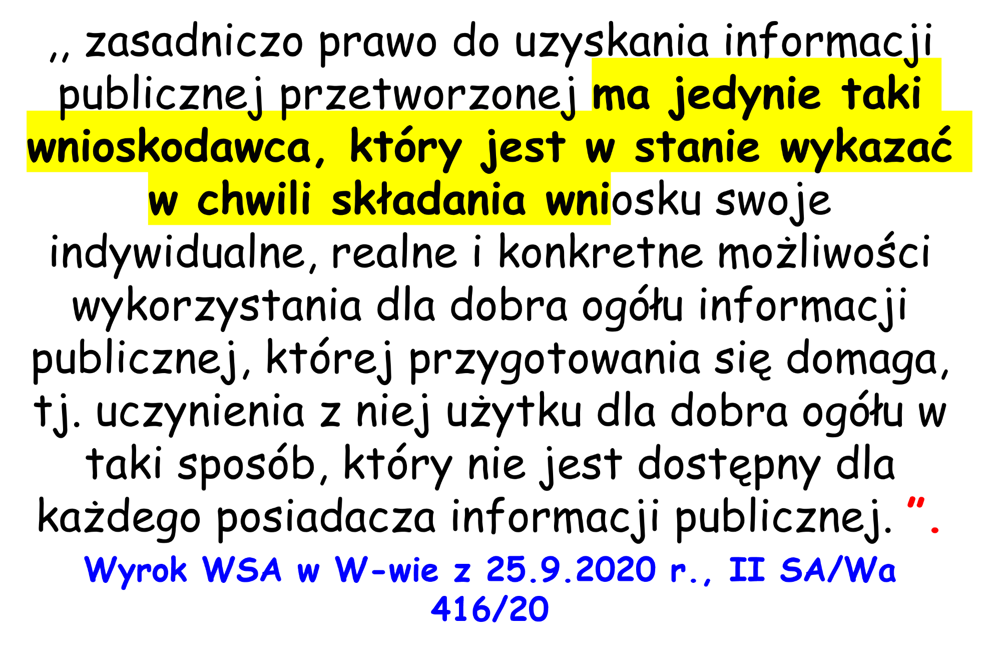 ,, zasadniczo prawo do uzyskania informacji
publicznej przetworzonej ma jedynie taki
wnioskodawca, który jest w stanie wykazać
w chwili składania wniosku swoje
indywidualne, realne i konkretne możliwości
wykorzystania dla dobra ogółu informacji
publicznej, której przygotowania się domaga,
tj. uczynienia z niej użytku dla dobra ogółu w
taki sposób, który nie jest dostępny dla
każdego posiadacza informacji publicznej. ”.
Wyrok WSA w W-wie z 25.9.2020 r., II SA/Wa
416/20